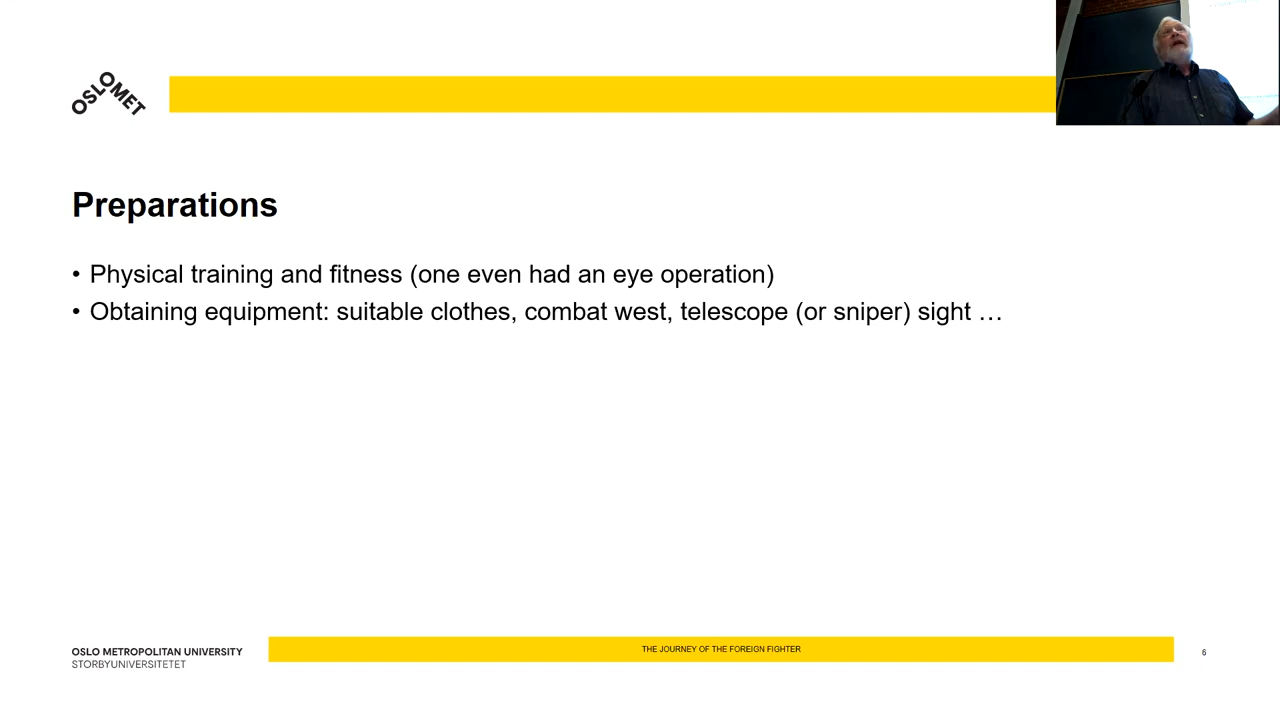 OSLOMET
Preparations
• Physical training and fitness (one even had an eye operation)
• Obtaining equipment: suitable clothes, combat west, telescope (or sniper) sight …
OSLO METROPOLITAN UNIVERSITY
STORBYUNIVERSITETET
THE JOURNEY OF THE FOREIGN FIGHTER
6